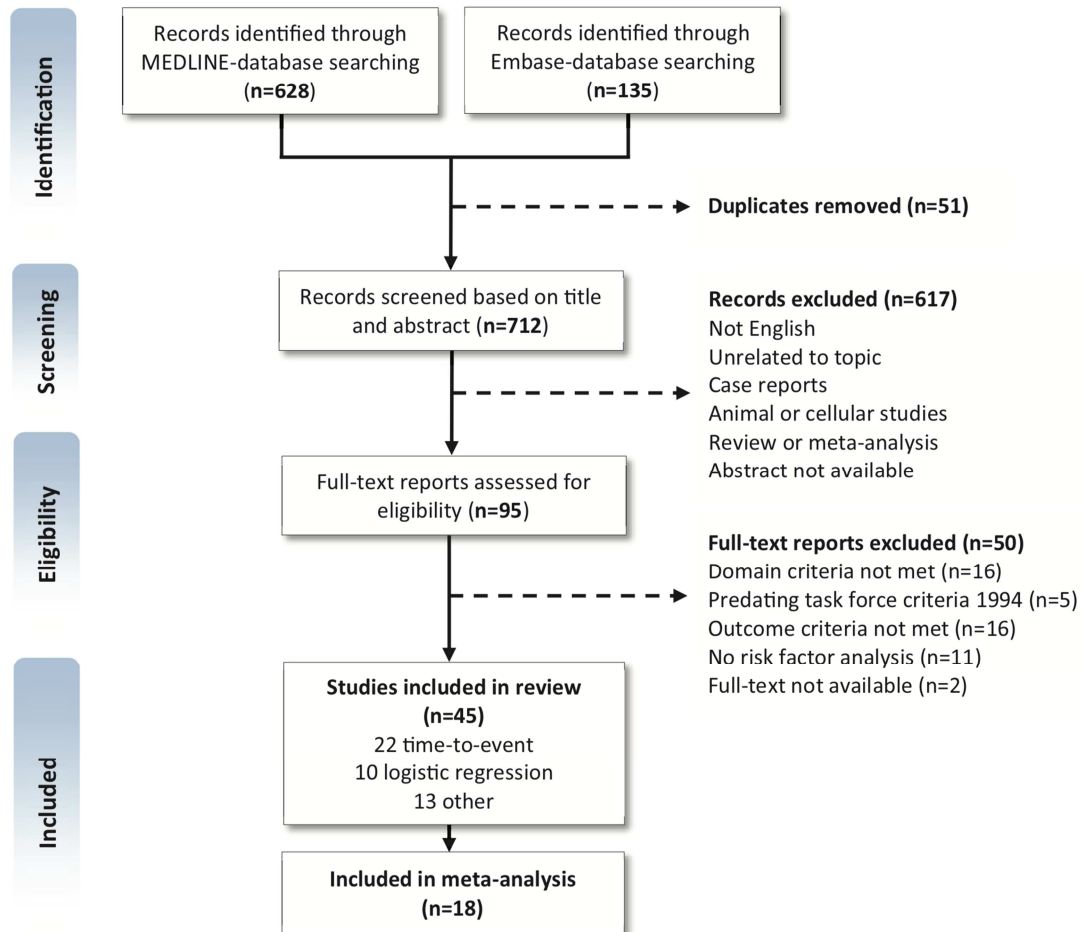 Identification
Records identified through
MEDLINE-database searching
(n=628)
Records identified through
Embase-database searching
(n=135)
Duplicates removed (n=51)
Screening
Records screened based on title
and abstract (n=712)
Records excluded (n=617)
Not English
Unrelated to topic
Case reports
Animal or cellular studies
Review or meta-analysis
Abstract not available
Eligibility
Full-text reports assessed for
eligibility (n=95)
Full-text reports excluded (n=50)
Domain criteria not met (n=16)
Predating task force criteria 1994 (n=5)
Outcome criteria not met (n=16)
No risk factor analysis (n=11)
Full-text not available (n=2)
Included
Studies included in review
(n=45)
22 time-to-event
10 logistic regression
13 other
Included in meta-analysis
(n=18)